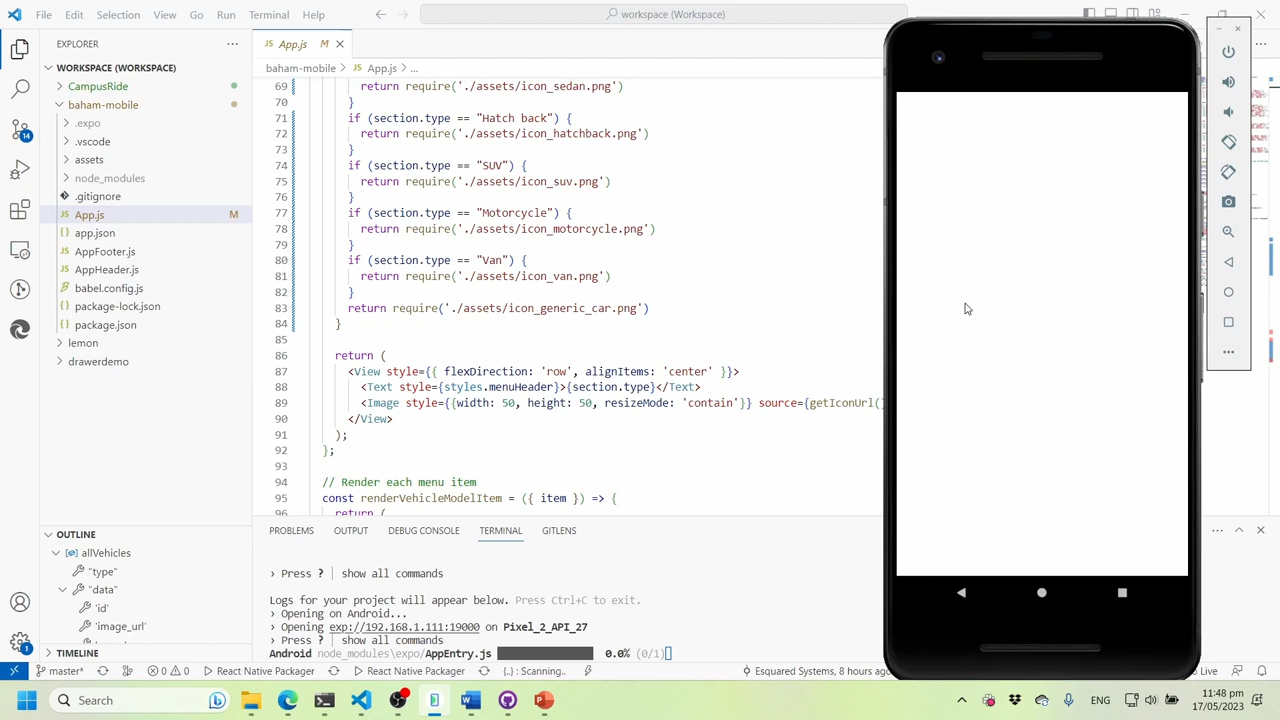 File Edit Selection View Go Run Terminal Help
workspace (Workspace)
EXPLORER
WORKSPACE (WORKSPACE)
CampusRide
baham-mobile
.expo
.vscode
assets
node_modules
.gitignore
JS App.js M
app.json
JS AppFooter.js
JS AppHeader.js
babel.config.js
package-lock.json
package.json
lemon
drawerdemo
OUTLINE
allVehicles
"type"
"data"
'id'
'image_url'
TIMELINE
14
1
JS App.js M
baham-mobile > JS App.js > ...
69 return require('./assets/icon_sedan.png')
70 }
71 if (section.type == "Hatch back") {
72 return require('./assets/icon_hatchback.png')
73 }
74 if (section.type == "SUV") {
75 return require('./assets/icon_suv.png')
76 }
77 if (section.type == "Motorcycle") {
78 return require('./assets/icon_motorcycle.png')
79 }
80 if (section.type == "Van") {
81 return require('./assets/icon_van.png')
82 }
83 return require('./assets/icon_generic_car.png')
84 }
85
86 return (
87 <View style={{ flexDirection: 'row', alignItems: 'center' }}>
88 <Text style={styles.menuHeader}>{section.type}</Text>
89 <Image style={{width: 50, height: 50, resizeMode: 'contain'}} source={getIconUrl()
90 </View>
91 );
92 };
93
94 // Render each menu item
95 const renderVehicleModelItem = ({ item }) => {
96 return (
PROBLEMS OUTPUT DEBUG CONSOLE TERMINAL GITLENS
› Press ? | show all commands
Logs for your project will appear below. Press Ctrl+C to exit.
› Opening on Android...
› Opening exp://192.168.1.111:19000 on Pixel_2_API_27
› Press ? | show all commands
Android node_modules\expo/AppEntry.js 0.0% (0/1)
master* 0 0 React Native Packager React Native Packager {..}: Scanning.. Esquared Systems, 8 hours ago
Search
ENG
11:48 pm
17/05/2023